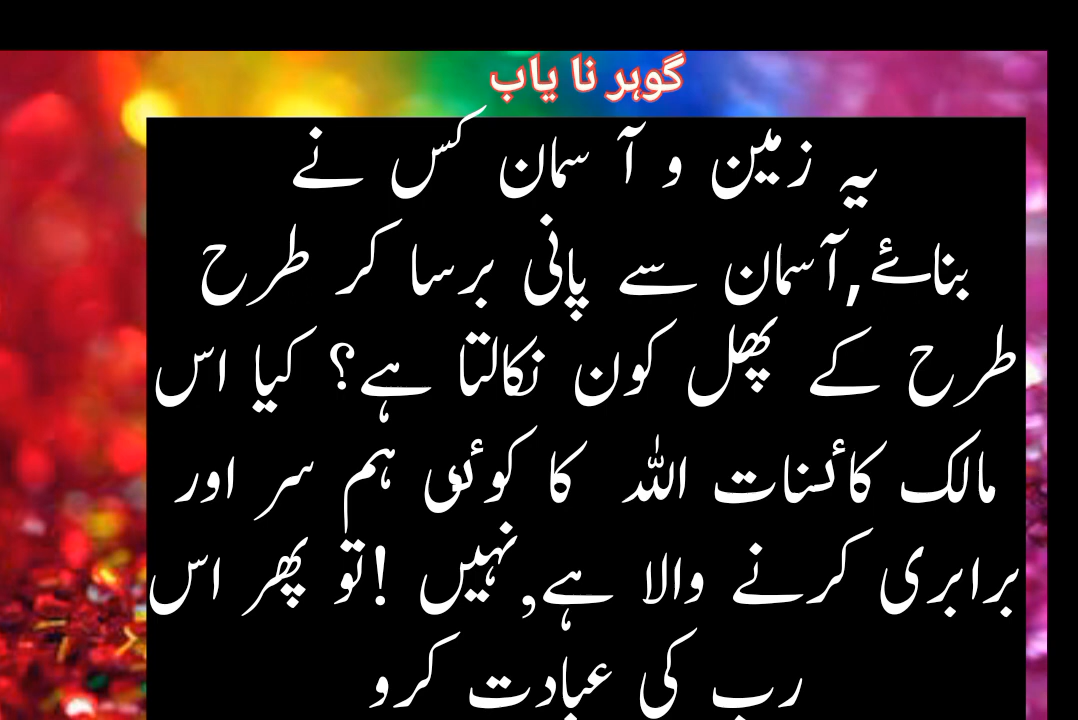 گوہر نا یاب
یہ زمین و آ سمان کس نے
بنائے,آسمان سے پانی برسا کر طرح
طرح کے پھل کون نکالتا ہے؟ کیا اس
مالک کائنات اللہ کا کوئی ہم سر اور
برابری کرنے والا ہے,نہیں !تو پھر اس
رب کی عبادت کرو